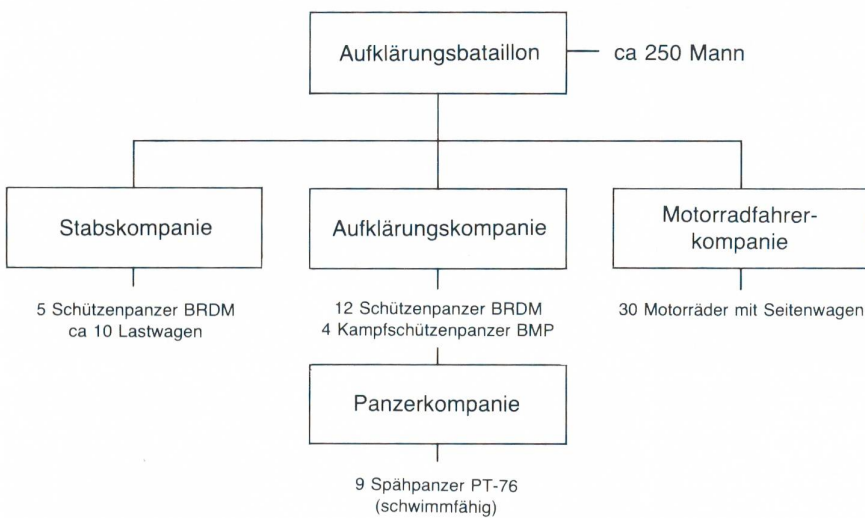 Aufklärungsbataillon
ca 250 Mann
Stabskompanie
5 Schützenpanzer BRDM
ca 10 Lastwagen
Aufklärungskompanie
12 Schützenpanzer BRDM
4 Kampfschützenpanzer BMP
Motorradfahrer-
kompanie
30 Motorräder mit Seitenwagen
Panzerkompanie
9 Spähpanzer PT-76
(schwimmfähig)